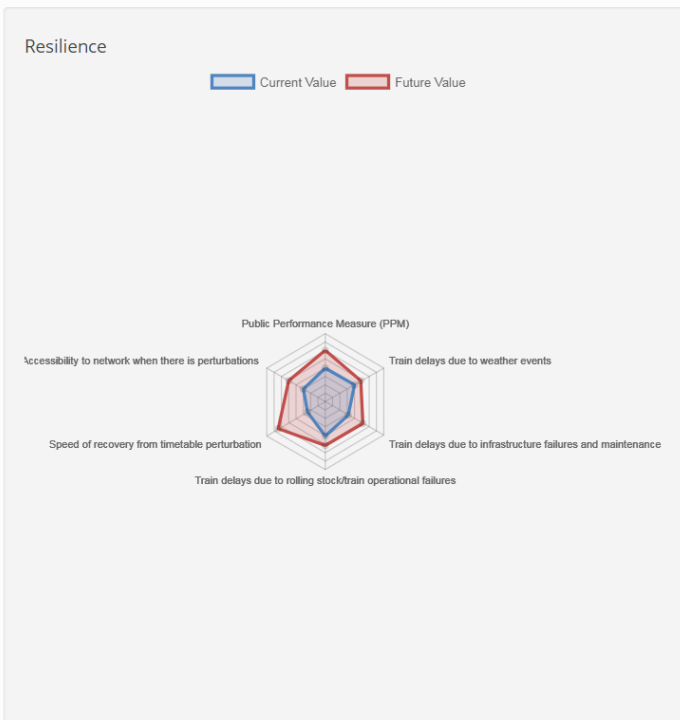 Resilience
Current Value Future Value
Public Performance Measure (PPM)
Accessibility to network when there is perturbations
Train delays due to weather events
Speed of recovery from timetable perturbation
Train delays due to infrastructure failures and maintenance
Train delays due to rolling stock/train operational failures